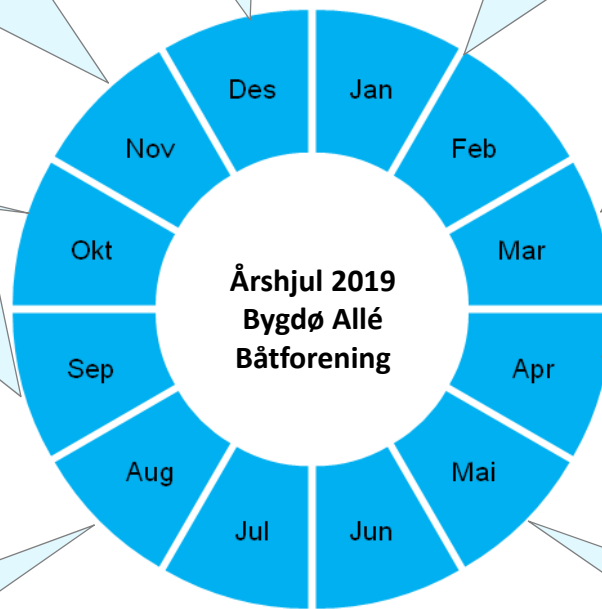 Des
Jan
Nov
Feb
Okt
Mar
Årshjul 2019
Bygdø Allé
Båtforening
Sep
Apr
Aug
Mai
Jul
Jun